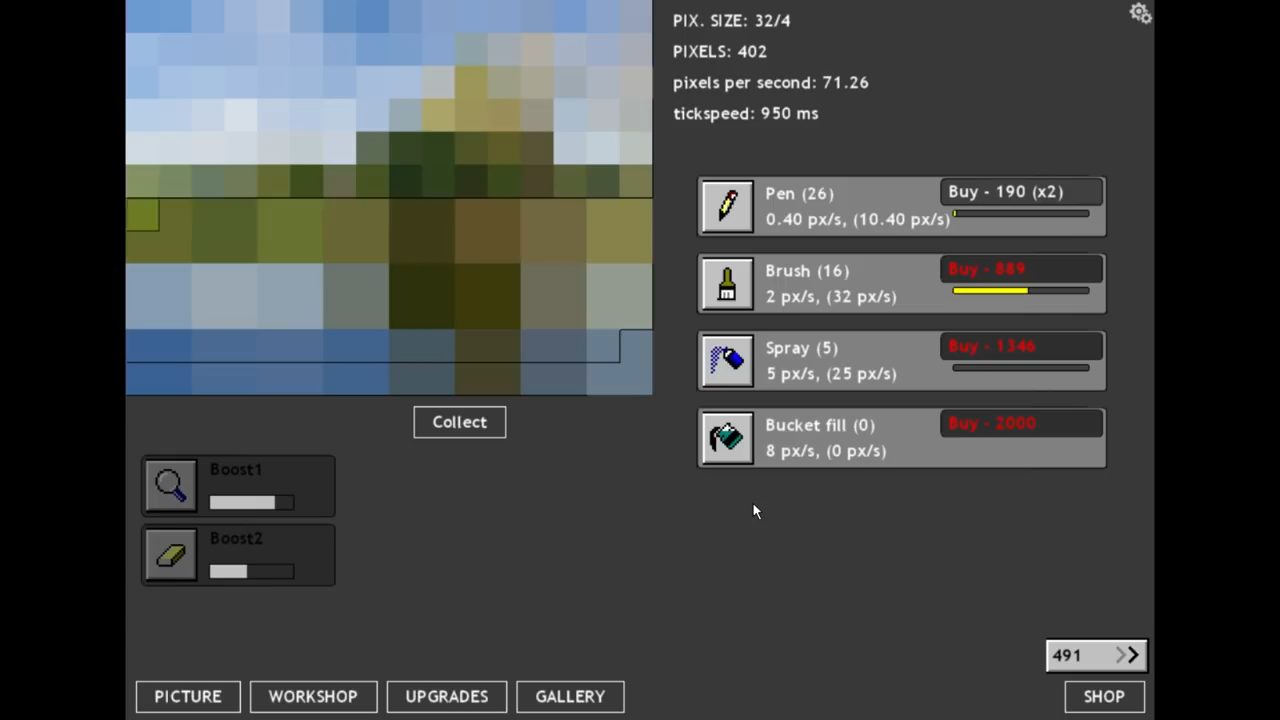 PIX. SIZE: 32/4
PIXELS: 402
pixels per second: 71.26
tickspeed: 950 ms
Pen (26)
Buy - 190 (x2)
0.40 px/s, (10.40 px/s)
Brush (16)
Buy - 889
2 px/s, (32 px/s)
Spray (5)
Buy - 1346
5 px/s, (25 px/s)
Bucket fill (0)
Buy - 2000
8 px/s, (0 px/s)
Collect
Boost1
Boost2
491
PICTURE WORKSHOP UPGRADES GALLERY SHOP